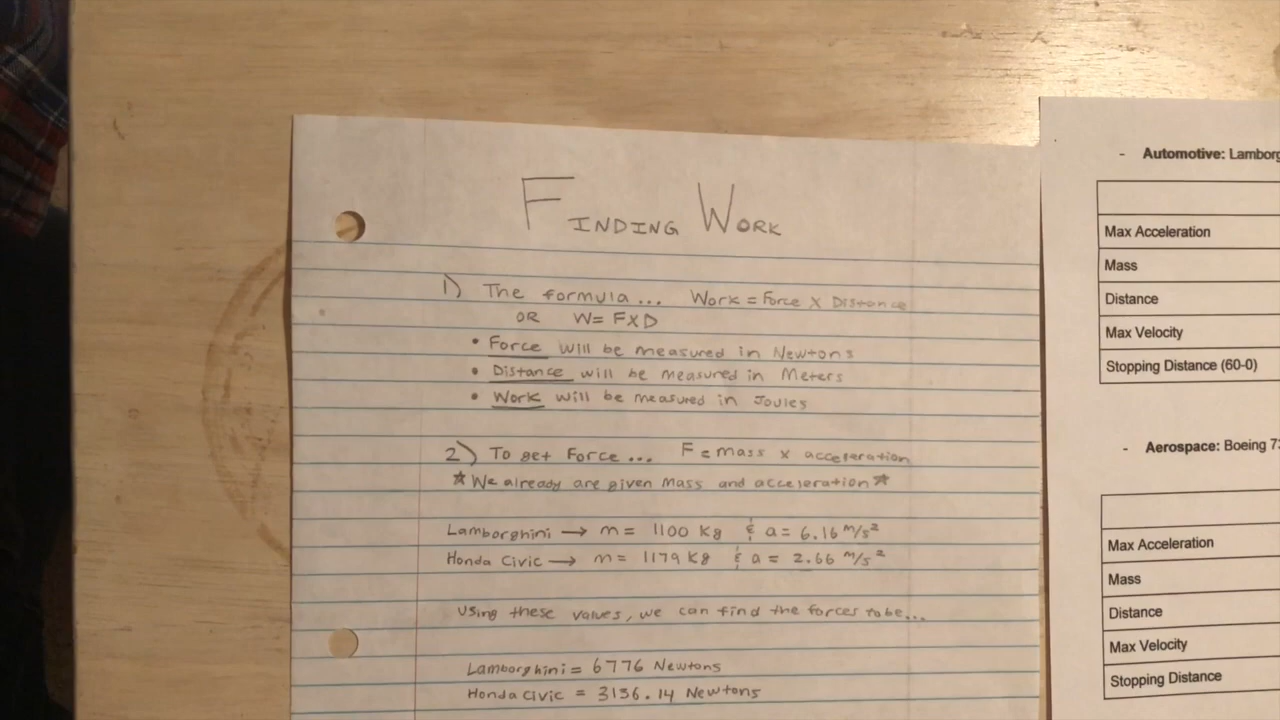 FINDING WORK
1) The formula... Work = Force X Distance
OR W= FXD
• Force will be measured in Newtons
• Distance will be measured in Meters
• Work will be measured in Joules
2) To get Force... F = mass x acceleration
★ We already are given mass and acceleration ★
Lamborghini → m = 1100 kg & a = 6.16 m/s²
Honda Civic → m = 1179 kg & a = 2.66 m/s²
Using these values, we can find the forces to be...
Lamborghini = 6776 Newtons
Honda Civic = 3136.14 Newtons
- Automotive: Lamborg
Max Acceleration
Mass
Distance
Max Velocity
Stopping Distance (60-0)
- Aerospace: Boeing 73
Max Acceleration
Mass
Distance
Max Velocity
Stopping Distance